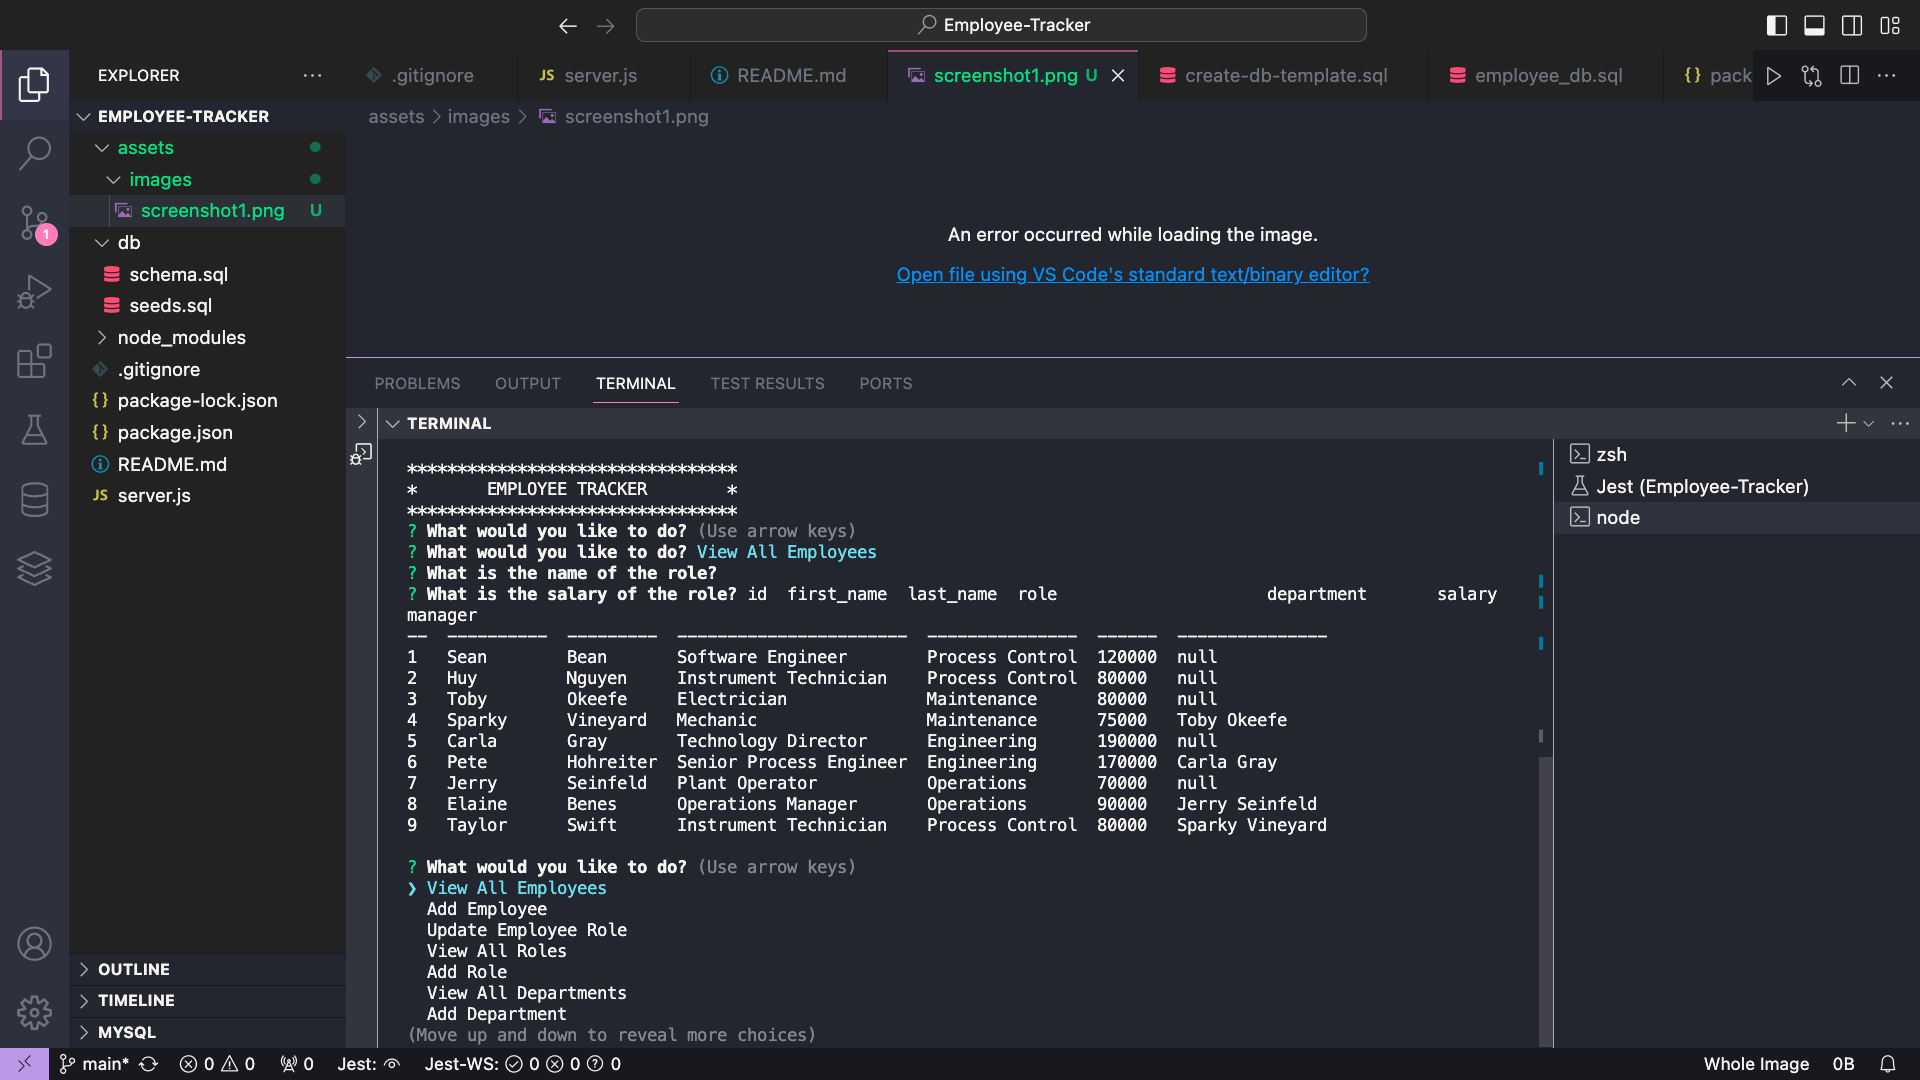 Employee-Tracker
EXPLORER
.gitignore
JS server.js
README.md
screenshot1.png U
create-db-template.sql
employee_db.sql
{} pack
EMPLOYEE-TRACKER
assets > images > screenshot1.png
assets
images
screenshot1.png U
1
db
schema.sql
seeds.sql
node_modules
.gitignore
{} package-lock.json
{} package.json
README.md
JS server.js
An error occurred while loading the image.
Open file using VS Code's standard text/binary editor?
PROBLEMS OUTPUT TERMINAL TEST RESULTS PORTS
TERMINAL
zsh
Jest (Employee-Tracker)
node
*********************************
* EMPLOYEE TRACKER *
*********************************
? What would you like to do? (Use arrow keys)
? What would you like to do? View All Employees
? What is the name of the role?
? What is the salary of the role? id first_name last_name role department salary
manager
-- ---------- --------- ----------------------- --------------- ------ ---------------
1 Sean Bean Software Engineer Process Control 120000 null
2 Huy Nguyen Instrument Technician Process Control 80000 null
3 Toby Okeefe Electrician Maintenance 80000 null
4 Sparky Vineyard Mechanic Maintenance 75000 Toby Okeefe
5 Carla Gray Technology Director Engineering 190000 null
6 Pete Hohreiter Senior Process Engineer Engineering 170000 Carla Gray
7 Jerry Seinfeld Plant Operator Operations 70000 null
8 Elaine Benes Operations Manager Operations 90000 Jerry Seinfeld
9 Taylor Swift Instrument Technician Process Control 80000 Sparky Vineyard
? What would you like to do? (Use arrow keys)
❯ View All Employees
Add Employee
Update Employee Role
View All Roles
Add Role
View All Departments
Add Department
(Move up and down to reveal more choices)
OUTLINE
TIMELINE
MYSQL
main* 0 0 0 Jest: Jest-WS: 0 0 0
Whole Image 0B